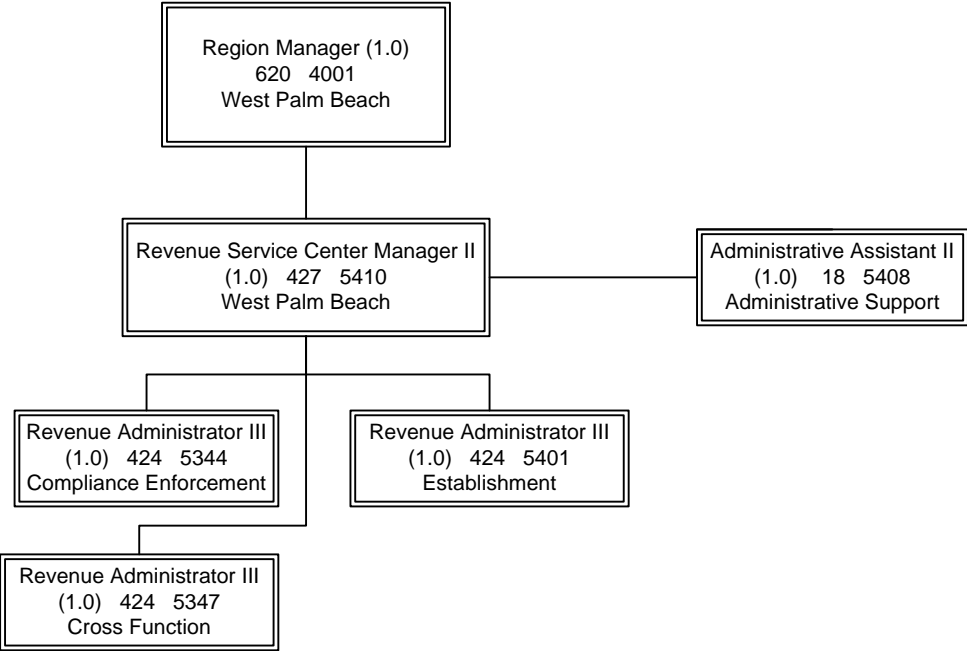 Region Manager (1.0)
620 4001
West Palm Beach
Revenue Service Center Manager II
(1.0) 427 5410
West Palm Beach
Administrative Assistant II
(1.0) 18 5408
Administrative Support
Revenue Administrator III
(1.0) 424 5344
Compliance Enforcement
Revenue Administrator III
(1.0) 424 5401
Establishment
Revenue Administrator III
(1.0) 424 5347
Cross Function